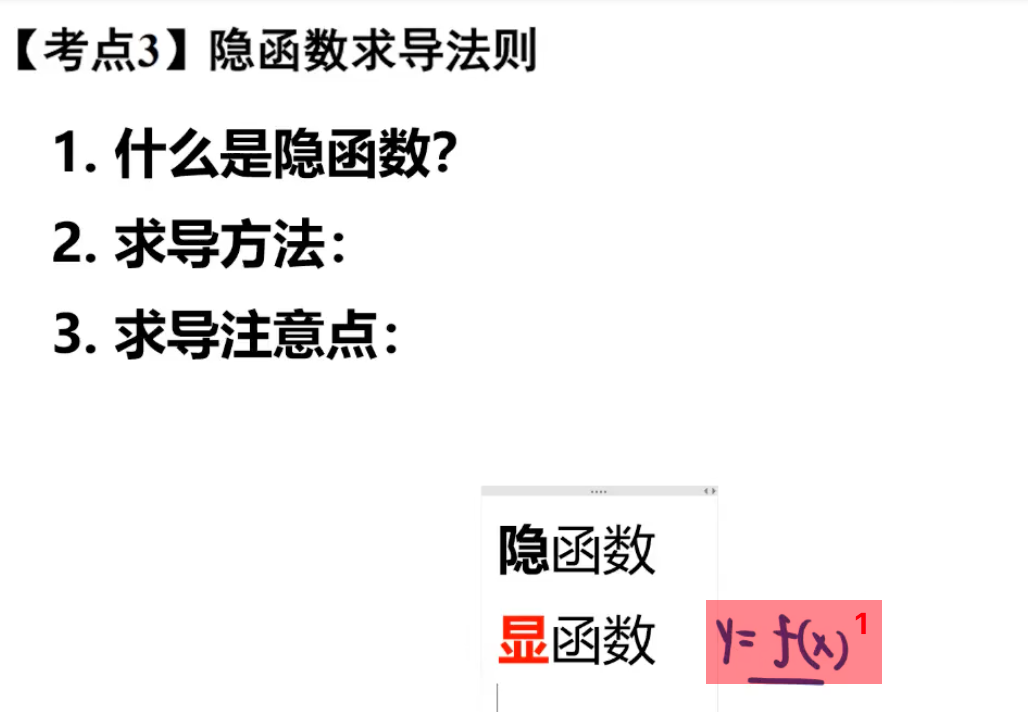 【考点3】隐函数求导法则
1. 什么是隐函数？
2. 求导方法：
3. 求导注意点：
隐函数
显函数 y= f(x) 1